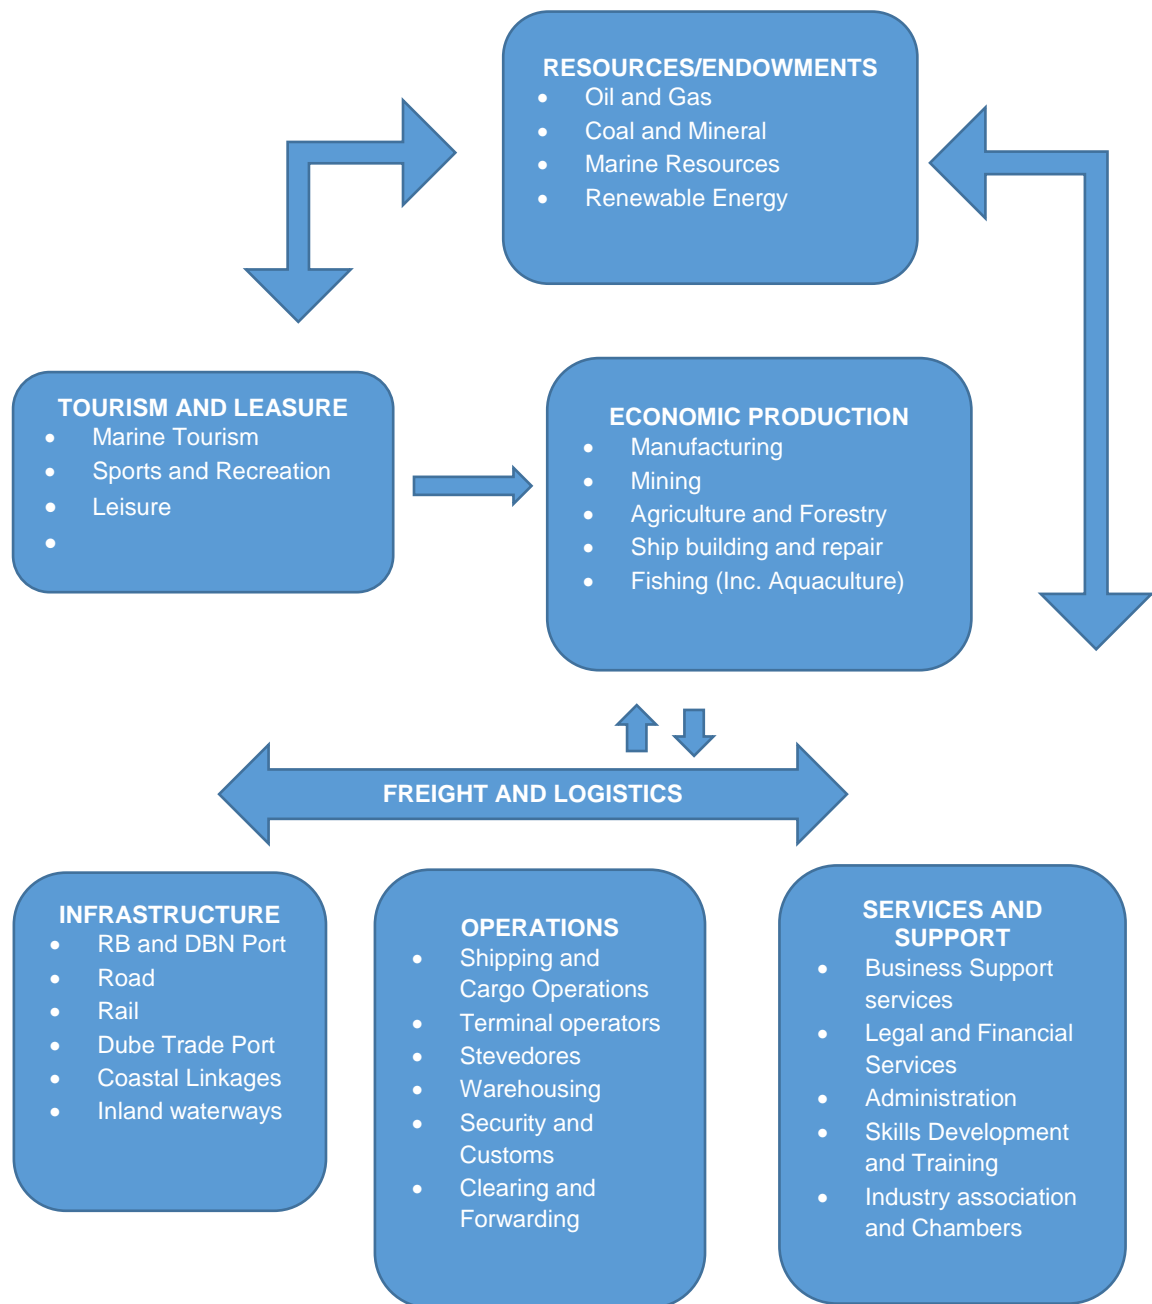 RESOURCES/ENDOWMENTS
• Oil and Gas
• Coal and Mineral
• Marine Resources
• Renewable Energy
TOURISM AND LEASURE
• Marine Tourism
• Sports and Recreation
• Leisure
•
ECONOMIC PRODUCTION
• Manufacturing
• Mining
• Agriculture and Forestry
• Ship building and repair
• Fishing (Inc. Aquaculture)
FREIGHT AND LOGISTICS
INFRASTRUCTURE
• RB and DBN Port
• Road
• Rail
• Dube Trade Port
• Coastal Linkages
• Inland waterways
OPERATIONS
• Shipping and
Cargo Operations
• Terminal operators
• Stevedores
• Warehousing
• Security and
Customs
• Clearing and
Forwarding
SERVICES AND
SUPPORT
• Business Support
services
• Legal and Financial
Services
• Administration
• Skills Development
and Training
• Industry association
and Chambers